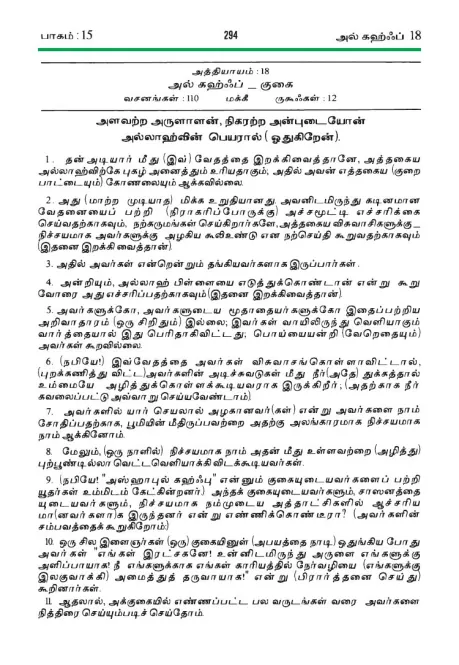 பாகம் : 15 294 அல் கஹ்ஃப் 18
அத்தியாயம் : 18
அல் கஹ்ஃப் _ குகை
வசனங்கள் : 110 மக்கீ ருகூஃகள் : 12
அளவற்ற அருளாளன், நிகரற்ற அன்புடையோன்
அல்லாஹ்வின் பெயரால் ( ஓதுகிறேன் ).
1 . தன் அடியார் மீது (இவ்) வேதத்தை இறக்கிவைத்தானே, அத்தகைய
அல்லாஹ்விற்கே புகழ் அனைத்தும் உரியதாகும்; அதில் அவன் எத்தகைய (குறை
பாட்டையும்) கோணலையும் ஆக்கவில்லை.
2 . அது (மாற்ற முடியாத) மிக்க உறுதியானது, அவனிடமிருந்து கடினமான
வேதனையைப் பற்றி (நிராகரிப்போருக்கு) அச்சமூட்டி எச்சரிக்கை
செய்வதற்காகவும், நற்கருமங்கள் செய்கிறார்களே,அத்தகைய விசுவாசிகளுக்கு_
நிச்சயமாக அவர்களுக்கு அழகிய கூலிஉண்டு என நற்செய்தி கூறுவதற்காகவும்
(இதனை இறக்கி வைத்தான்).
3. அதில் அவர்கள் என்றென்றும் தங்கியவர்களாக இருப்பார்கள் .
4. அன்றியும், அல்லாஹ் பிள்ளையை எடுத்துக்கொண்டான் என்று கூறு
வோரை அது எச்சரிப்பதற்காகவும் (இதனை இறக்கிவைத்தான்).
5. அவர்களுக்கோ, அவர்களுடைய மூதாதையர்களுக்கோ இதைப்பற்றிய
அறிவாதாரம் (ஒரு சிறிதும்) இல்லை; இவர்கள் வாயிலிருந்து வெளியாகும்
வார்த்தையால் இது பெரிதாகிவிட்டது; பொய்யையன்றி (வேறெதையும்)
அவர்கள் கூறவில்லை.
6. (நபியே!) இவ்வேதத்தை அவர்கள் விசுவாசங்கொள்ளாவிட்டால்,
(புறக்கணித்து விட்ட)அவர்களின் அடிச்சுவடுகள் மீது நீர்(அதே) துக்கத்தால்
உம்மையே அழித்துக்கொள்ளக்கூடியவராக இருக்கிறீர்; (அதற்காக நீர்
கவலைப்பட்டு அவ்வாறு செய்யவேண்டாம்).
7. அவர்களில் யார் செயலால் அழகானவர்(கள்) என்று அவர்களை நாம்
சோதிப்பதற்காக, பூமியின் மீதிருப்பவற்றை அதற்கு அலங்காரமாக நிச்சயமாக
நாம் ஆக்கினோம்.
8. மேலும், (ஒரு நாளில்) நிச்சயமாக நாம் அதன் மீது உள்ளவற்றை (அழித்து)
புற்பூண்டில்லா வெட்டவெளியாக்கி விடக்கூடியவர்கள்.
9. (நபியே! "அஸ்ஹாபுல் கஹ்ஃபு" என்னும் குகையுடையவர்களைப் பற்றி
யூதர்கள் உம்மிடம் கேட்கின்றனர்.) அந்தக் குகையுடையவர்களும், சாஸனத்தை
யுடையவர்களும், நிச்சயமாக நம்முடைய அத்தாட்சிகளில் ஆச்சரிய
மா(னவர்களா)க இருந்தனர் என்று எண்ணிக்கொண்டீரா? (அவர்களின்
சம்பவத்தைக் கூறுகிறோம்:)
10. ஒரு சில இளைஞர்கள் (ஒரு) குகையினுள் (அபயத்தை நாடி) ஒதுங்கிய போது
அவர்கள் "எங்கள் இரட்சகனே! உன்னிடமிருந்து அருளை எங்களுக்கு
அளிப்பாயாக! நீ எங்களுக்காக எங்கள் காரியத்தில் நேர்வழியை (எங்களுக்கு
இலகுவாக்கி) அமைத்துத் தருவாயாக!" என்று (பிரார்த்தனை செய்து)
கூறினார்கள்.
11. ஆதலால், அக்குகையில் எண்ணப்பட்ட பல வருடங்கள் வரை அவர்களை
நித்திரை செய்யும்படிச் செய்தோம்.